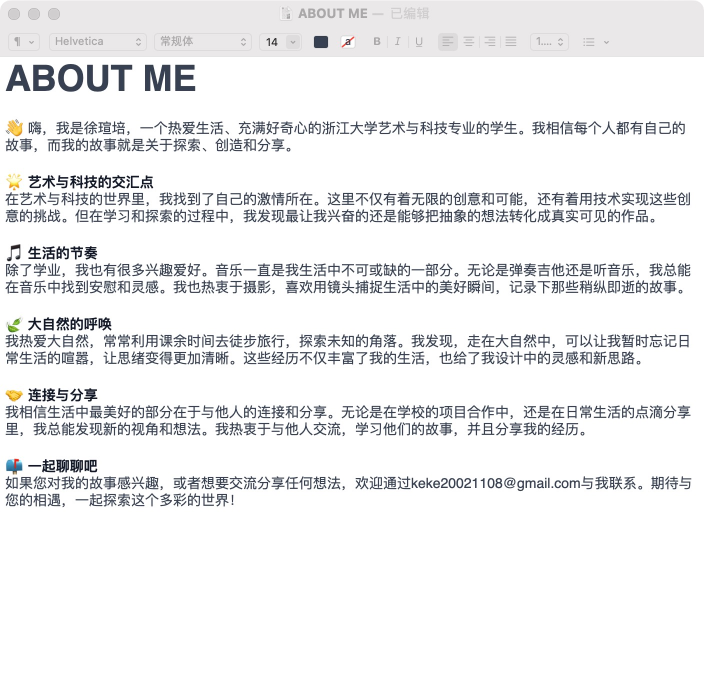 ABOUT ME — 已编辑
¶ Helvetica 常规体 14 a B I U 1....
ABOUT ME
👋 嗨，我是徐瑄培，一个热爱生活、充满好奇心的浙江大学艺术与科技专业的学生。我相信每个人都有自己的
故事，而我的故事就是关于探索、创造和分享。
🌟 艺术与科技的交汇点
在艺术与科技的世界里，我找到了自己的激情所在。这里不仅有着无限的创意和可能，还有着用技术实现这些创
意的挑战。但在学习和探索的过程中，我发现最让我兴奋的还是能够把抽象的想法转化成真实可见的作品。
🎵 生活的节奏
除了学业，我也有很多兴趣爱好。音乐一直是我生活中不可或缺的一部分。无论是弹奏吉他还是听音乐，我总能
在音乐中找到安慰和灵感。我也热衷于摄影，喜欢用镜头捕捉生活中的美好瞬间，记录下那些稍纵即逝的故事。
🌿 大自然的呼唤
我热爱大自然，常常利用课余时间去徒步旅行，探索未知的角落。我发现，走在大自然中，可以让我暂时忘记日
常生活的喧嚣，让思绪变得更加清晰。这些经历不仅丰富了我的生活，也给了我设计中的灵感和新思路。
🤝 连接与分享
我相信生活中最美好的部分在于与他人的连接和分享。无论是在学校的项目合作中，还是在日常生活的点滴分享
里，我总能发现新的视角和想法。我热衷于与他人交流，学习他们的故事，并且分享我的经历。
📫 一起聊聊吧
如果您对我的故事感兴趣，或者想要交流分享任何想法，欢迎通过keke20021108@gmail.com与我联系。期待与
您的相遇，一起探索这个多彩的世界！